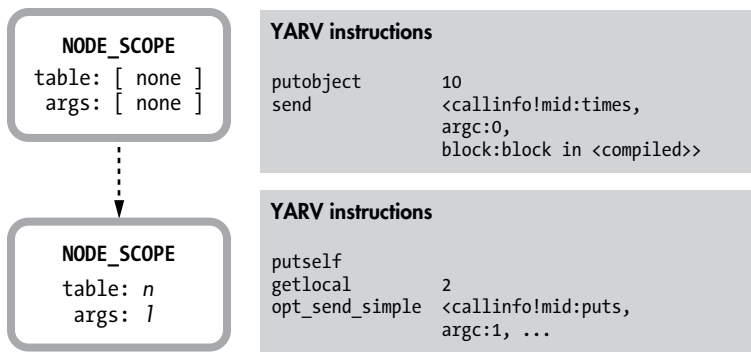 NODE_SCOPE
table: [ none ]
args: [ none ]
YARV instructions
putobject 10
send <callinfo!mid:times,
argc:0,
block:block in <compiled>>
NODE_SCOPE
table: n
args: 1
YARV instructions
putself
getlocal 2
opt_send_simple <callinfo!mid:puts,
argc:1, ...